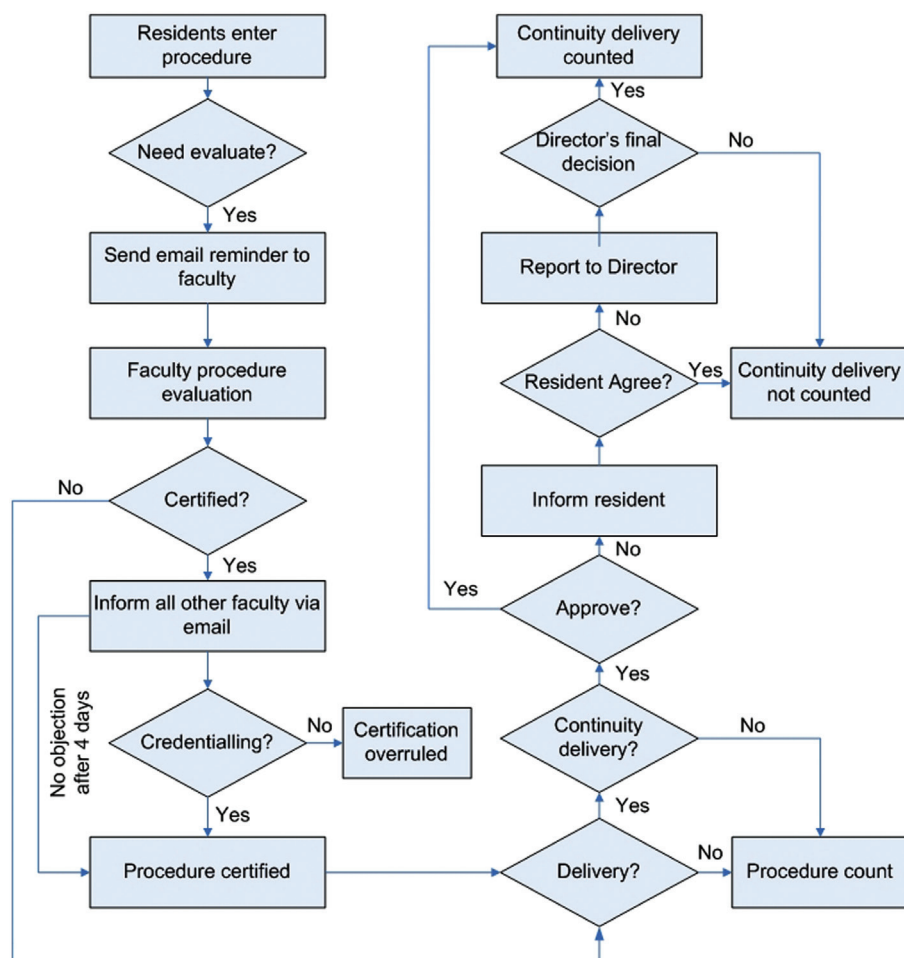 Residents enter
procedure
Need evaluate?
Yes
Send email reminder to
faculty
Faculty procedure
evaluation
No
Certified?
Yes
Inform all other faculty via
email
No objection
after 4 days
Credentialling?
No
Certification
overruled
Yes
Procedure certified
Continuity delivery
counted
Yes
Director's final
decision
No
Report to Director
No
Resident Agree?
Yes
Continuity delivery
not counted
Inform resident
No
Yes
Approve?
Yes
Continuity
delivery?
No
Yes
Delivery?
No
Procedure count